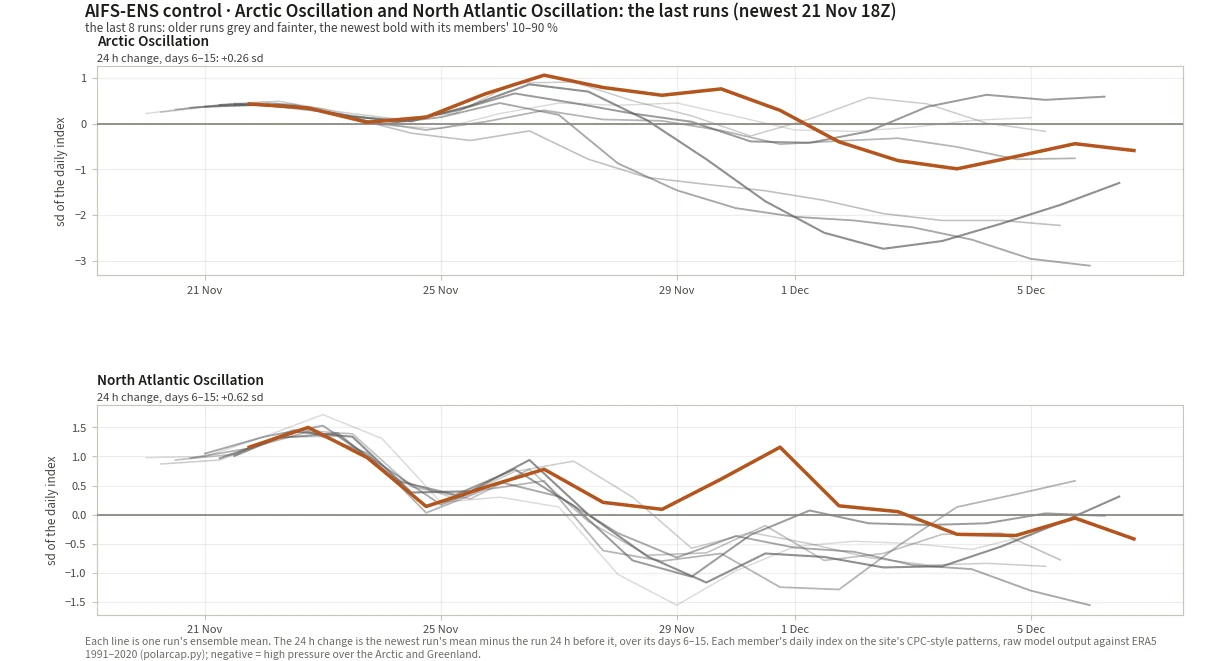 AIFS-ENS control · Arctic Oscillation and North Atlantic Oscillation: the last runs (newest 21 Nov 18Z)
the last 8 runs: older runs grey and fainter, the newest bold with its members' 10–90 %
Arctic Oscillation
24 h change, days 6–15: +0.26 sd
sd of the daily index
1
0
−1
−2
−3
21 Nov
25 Nov
29 Nov
1 Dec
5 Dec
North Atlantic Oscillation
24 h change, days 6–15: +0.62 sd
sd of the daily index
1.5
1.0
0.5
0.0
−0.5
−1.0
−1.5
21 Nov
25 Nov
29 Nov
1 Dec
5 Dec
Each line is one run's ensemble mean. The 24 h change is the newest run's mean minus the run 24 h before it, over its days 6–15. Each member's daily index on the site's CPC-style patterns, raw model output against ERA5
1991–2020 (polarcap.py); negative = high pressure over the Arctic and Greenland.